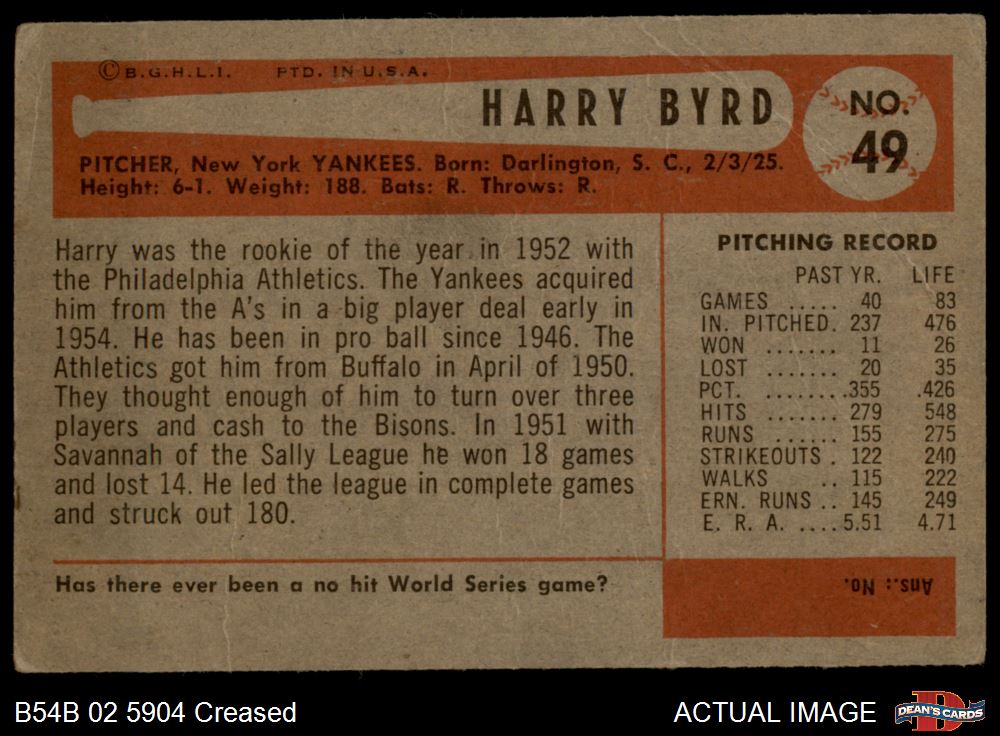 © B.G.H.L.I. PTD. IN U.S.A.
HARRY BYRD
NO.
49
PITCHER, New York YANKEES. Born: Darlington, S. C., 2/3/25.
Height: 6-1. Weight: 188. Bats: R. Throws: R.
Harry was the rookie of the year in 1952 with
the Philadelphia Athletics. The Yankees acquired
him from the A's in a big player deal early in
1954. He has been in pro ball since 1946. The
Athletics got him from Buffalo in April of 1950.
They thought enough of him to turn over three
players and cash to the Bisons. In 1951 with
Savannah of the Sally League he won 18 games
and lost 14. He led the league in complete games
and struck out 180.
PITCHING RECORD
PAST YR. LIFE
GAMES ..... 40 83
IN. PITCHED. 237 476
WON ....... 11 26
LOST ....... 20 35
PCT. ........355 .426
HITS ....... 279 548
RUNS ...... 155 275
STRIKEOUTS . 122 240
WALKS .. 115 222
ERN. RUNS .. 145 249
E. R. A. ....5.51 4.71
Has there ever been a no hit World Series game?
Ans.: No.
B54B 02 5904 Creased
ACTUAL IMAGE
DEAN'S CARDS